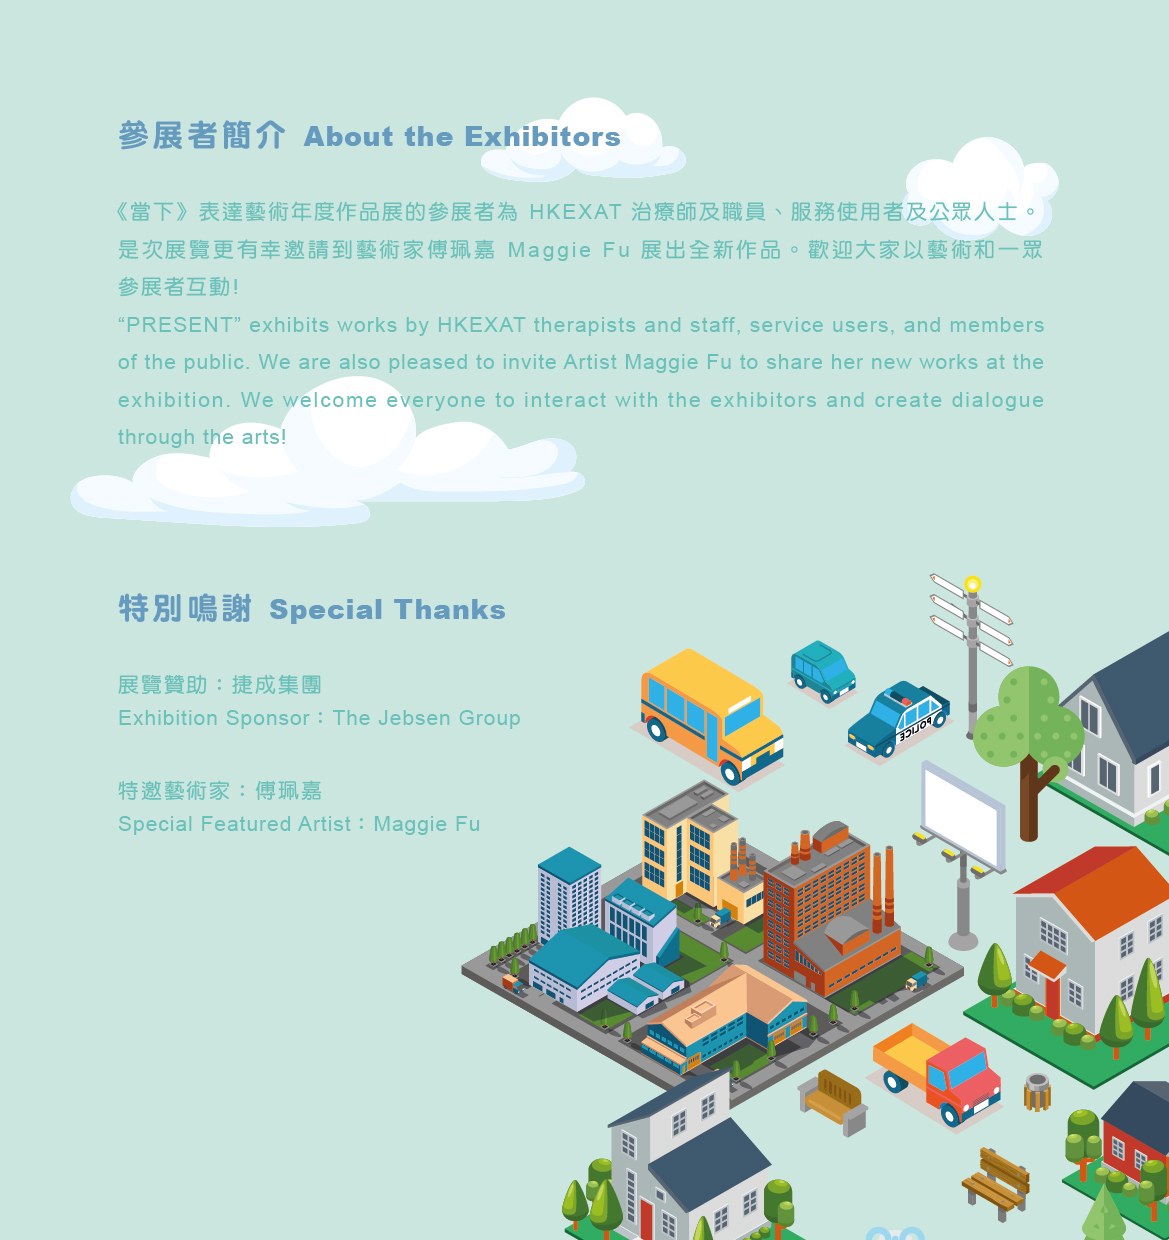 參展者簡介 About the Exhibitors
《當下》表達藝術年度作品展的參展者為 HKEXAT 治療師及職員、服務使用者及公眾人士。
是次展覽更有幸邀請到藝術家傅珮嘉 Maggie Fu 展出全新作品。歡迎大家以藝術和一眾
參展者互動!
“PRESENT” exhibits works by HKEXAT therapists and staff, service users, and members
of the public. We are also pleased to invite Artist Maggie Fu to share her new works at the
exhibition. We welcome everyone to interact with the exhibitors and create dialogue
through the arts!
特別鳴謝 Special Thanks
展覽贊助：捷成集團
Exhibition Sponsor：The Jebsen Group
特邀藝術家：傅珮嘉
Special Featured Artist：Maggie Fu
POLICE